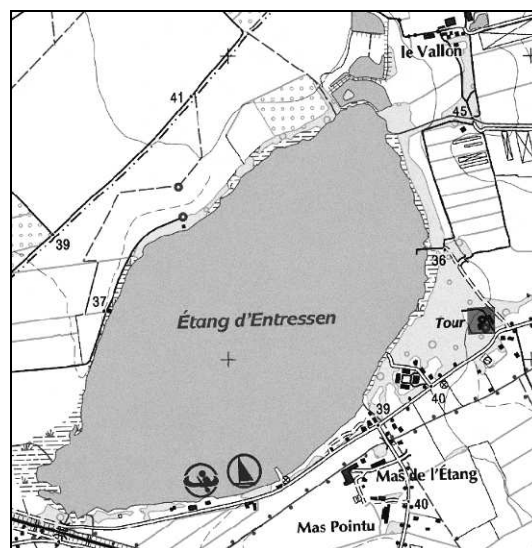 le Vallon
41
45
39
36
37
Étang d'Entressen
Tour
40
39
Mas de l'Étang
40
Mas Pointu